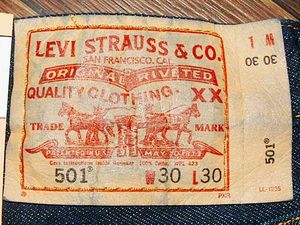 LEVI STRAUSS & CO.
SAN FRANCISCO, CAL.
ORIGINAL RIVETED
QUALITY CLOTHING. XX
TRADE MARK
501® W 30 L 30
W 1
30 30
501®